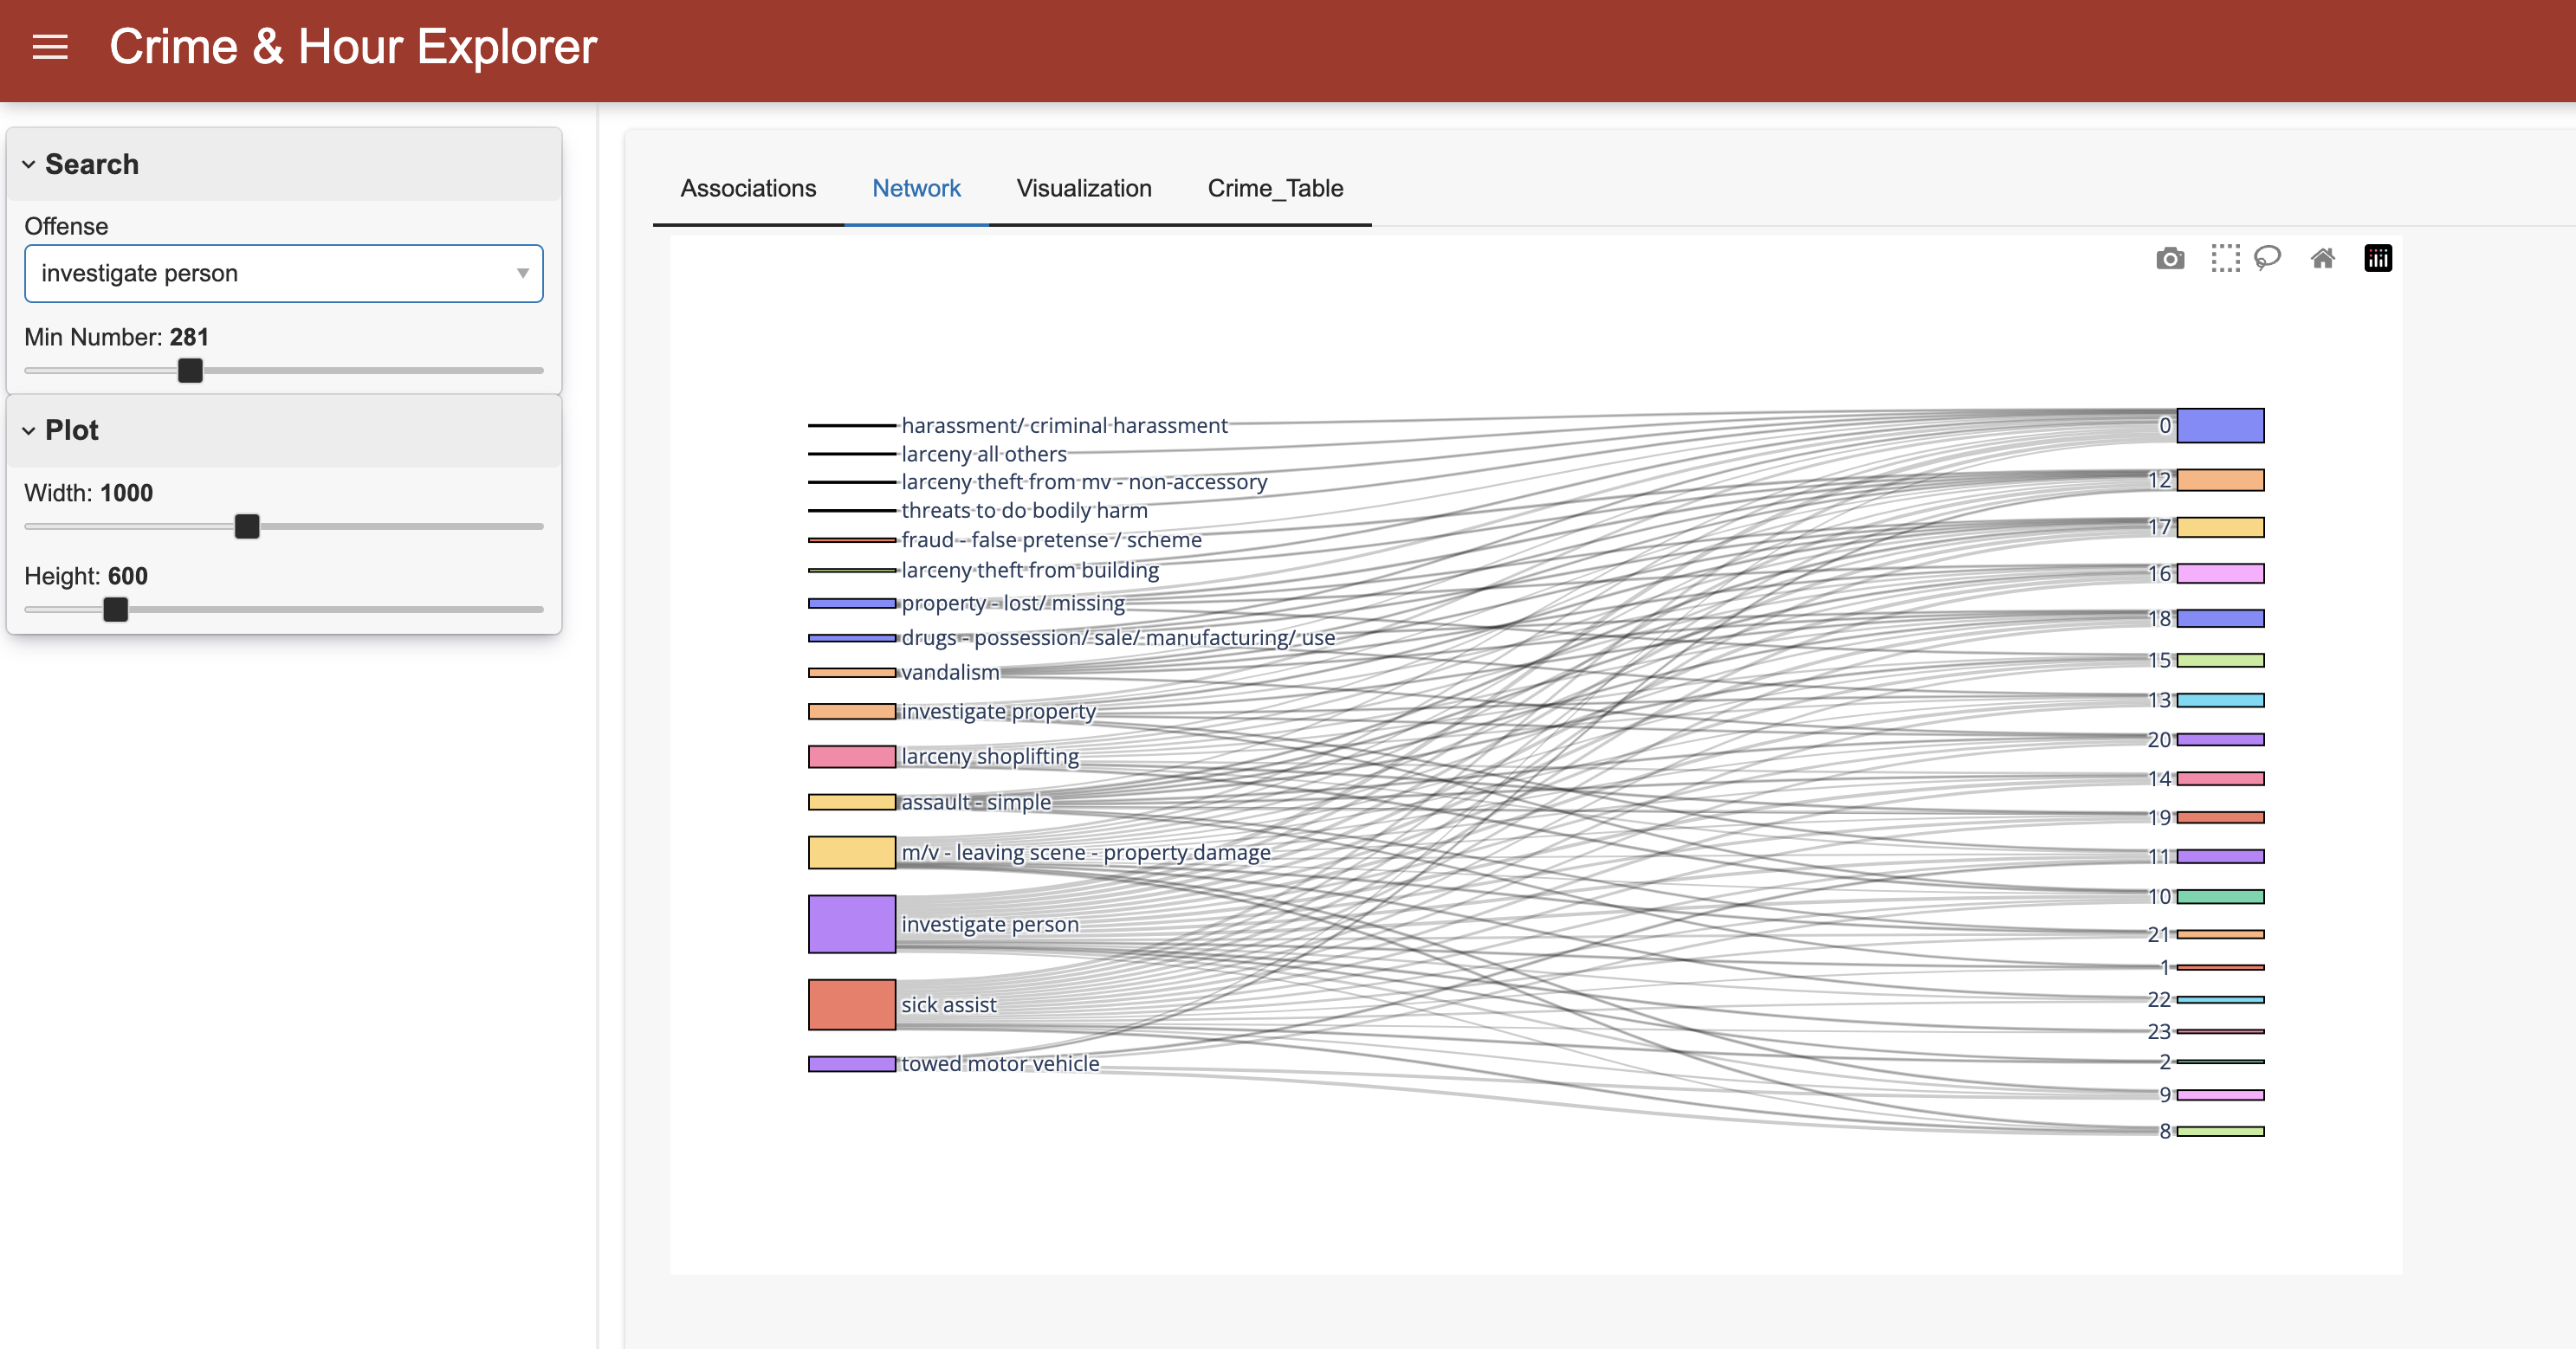 Crime & Hour Explorer
Search
Offense
investigate person
Min Number: 281
Plot
Width: 1000
Height: 600
Associations
Network
Visualization
Crime_Table
harassment/ criminal harassment
larceny all others
larceny theft from mv - non-accessory
threats to do bodily harm
fraud - false pretense / scheme
larceny theft from building
property - lost/ missing
drugs - possession/ sale/ manufacturing/ use
vandalism
investigate property
larceny shoplifting
assault - simple
m/v - leaving scene - property damage
investigate person
sick assist
towed motor vehicle
0
12
17
16
18
15
13
20
14
19
11
10
21
1
22
23
2
9
8